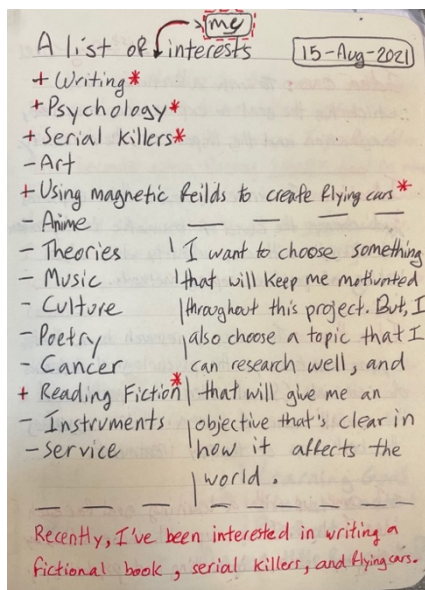 my
A list of interests
15-Aug-2021
+ Writing*
+ Psychology*
+ Serial Killers*
- Art
+ Using magnetic feilds to create flying cars*
- Anime
- Theories
- Music
- Culture
- Poetry
- Cancer
+ Reading Fiction*
- Instruments
- Service
I want to choose something
that will keep me motivated
throughout this project. But, I
also choose a topic that I
can research well, and
that will give me an
objective that's clear in
how it affects the
world.
Recently, I've been interested in writing a
fictional book, serial killers, and flying cars.